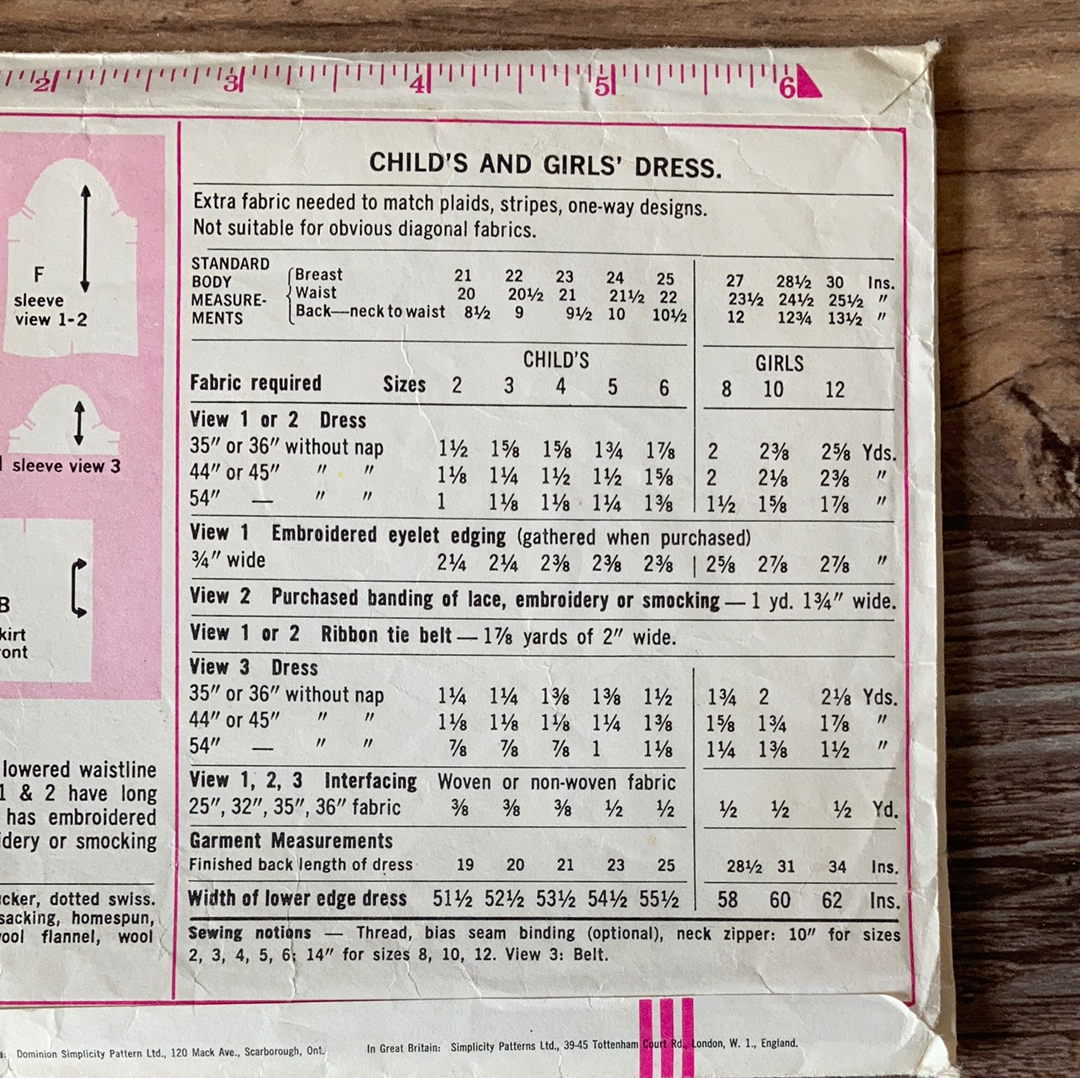 2 3 4 5 6
F
sleeve
view 1-2
sleeve view 3
B
kirt
ont
lowered waistline
1 & 2 have long
has embroidered
dery or smocking
cker, dotted swiss.
sacking, homespun,
ool flannel, wool
CHILD'S AND GIRLS' DRESS.
Extra fabric needed to match plaids, stripes, one-way designs.
Not suitable for obvious diagonal fabrics.
STANDARD
BODY
MEASURE-
MENTS
Breast 21 22 23 24 25 27 28½ 30 Ins.
Waist 20 20½ 21 21½ 22 23½ 24½ 25½ "
Back—neck to waist 8½ 9 9½ 10 10½ 12 12¾ 13½ "
CHILD'S GIRLS
Fabric required Sizes 2 3 4 5 6 8 10 12
View 1 or 2 Dress
35" or 36" without nap 1½ 1⅝ 1⅝ 1¾ 1⅞ 2 2⅜ 2⅝ Yds.
44" or 45" " " 1⅛ 1¼ 1½ 1½ 1⅝ 2 2⅛ 2⅜ "
54" — " " 1 1⅛ 1⅛ 1¼ 1⅜ 1½ 1⅝ 1⅞ "
View 1 Embroidered eyelet edging (gathered when purchased)
¾" wide 2¼ 2¼ 2⅜ 2⅜ 2⅜ 2⅝ 2⅞ 2⅞ "
View 2 Purchased banding of lace, embroidery or smocking — 1 yd. 1¾" wide.
View 1 or 2 Ribbon tie belt — 1⅞ yards of 2" wide.
View 3 Dress
35" or 36" without nap 1¼ 1¼ 1⅜ 1⅜ 1½ 1¾ 2 2⅛ Yds.
44" or 45" " " 1⅛ 1⅛ 1⅛ 1¼ 1⅜ 1⅝ 1¾ 1⅞ "
54" — " " ⅞ ⅞ ⅞ 1 1⅛ 1¼ 1⅜ 1½ "
View 1, 2, 3 Interfacing Woven or non-woven fabric
25", 32", 35", 36" fabric ⅜ ⅜ ⅜ ½ ½ ½ ½ ½ Yd.
Garment Measurements
Finished back length of dress 19 20 21 23 25 28½ 31 34 Ins.
Width of lower edge dress 51½ 52½ 53½ 54½ 55½ 58 60 62 Ins.
Sewing notions — Thread, bias seam binding (optional), neck zipper: 10" for sizes
2, 3, 4, 5, 6; 14" for sizes 8, 10, 12. View 3: Belt.
a: Dominion Simplicity Pattern Ltd., 120 Mack Ave., Scarborough, Ont. In Great Britain: Simplicity Patterns Ltd., 39-45 Tottenham Court Rd., London, W. 1., England.